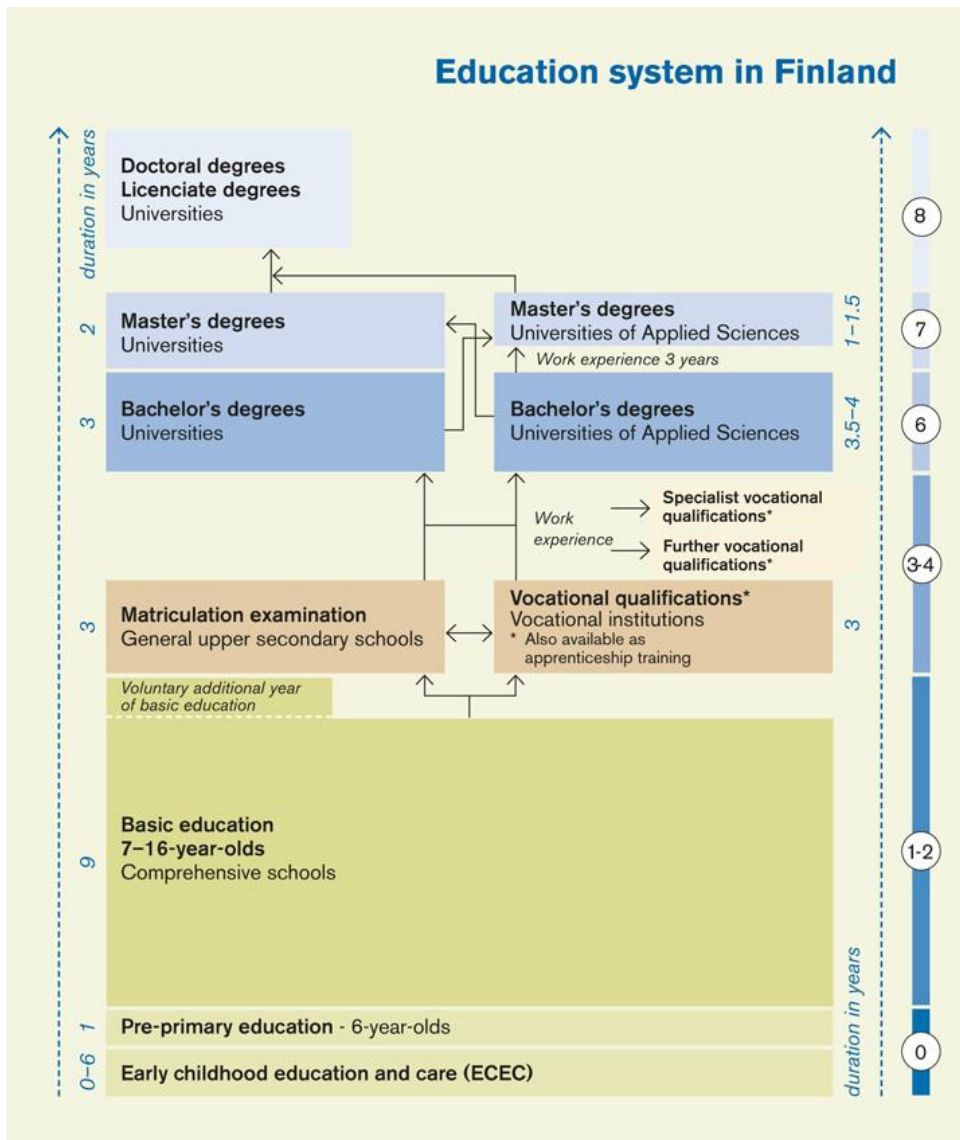 Education system in Finland
duration in years
Doctoral degrees
Licenciate degrees
Universities
8
2
Master's degrees
Universities
Master's degrees
Universities of Applied Sciences
1–1.5
7
Work experience 3 years
3
Bachelor's degrees
Universities
Bachelor's degrees
Universities of Applied Sciences
3.5–4
6
Work
experience
Specialist vocational
qualifications*
Further vocational
qualifications*
3-4
3
Matriculation examination
General upper secondary schools
Vocational qualifications*
Vocational institutions
* Also available as
apprenticeship training
3
Voluntary additional year
of basic education
9
Basic education
7–16-year-olds
Comprehensive schools
1-2
duration in years
1
Pre-primary education - 6-year-olds
0
0–6
Early childhood education and care (ECEC)